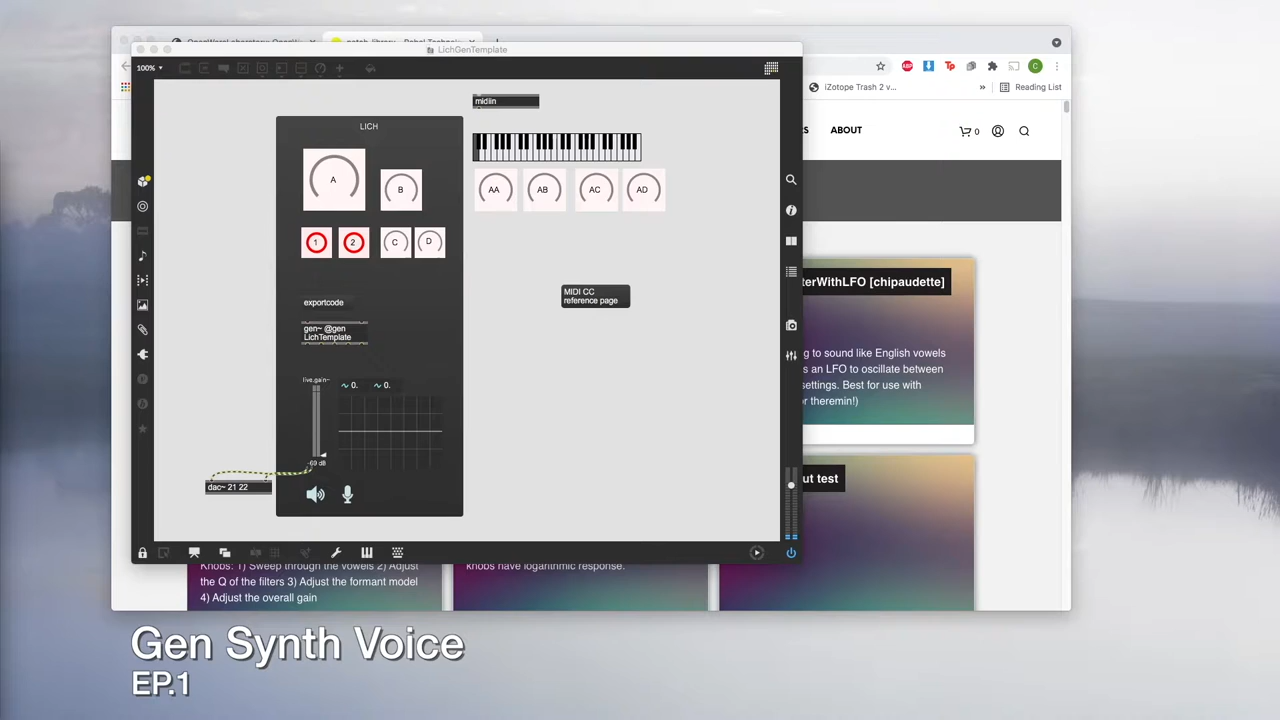 LichGenTemplate
100%
Reading List
iZotope Trash 2 v...
»
ABOUT
0
midiin
LICH
A
B
AA
AB
AC
AD
1
2
C
D
exportcode
MIDI CC
reference page
gen~ @gen
LichTemplate
live.gain~
0.
0.
-69 dB
dac~ 21 22
terWithLFO [chipaudette]
g to sound like English vowels
s an LFO to oscillate between
settings. Best for use with
or theremin!)
ut test
Knobs: 1) Sweep through the vowels 2) Adjust
the Q of the filters 3) Adjust the formant model
4) Adjust the overall gain
knobs have logarithmic response.
Gen Synth Voice
EP.1